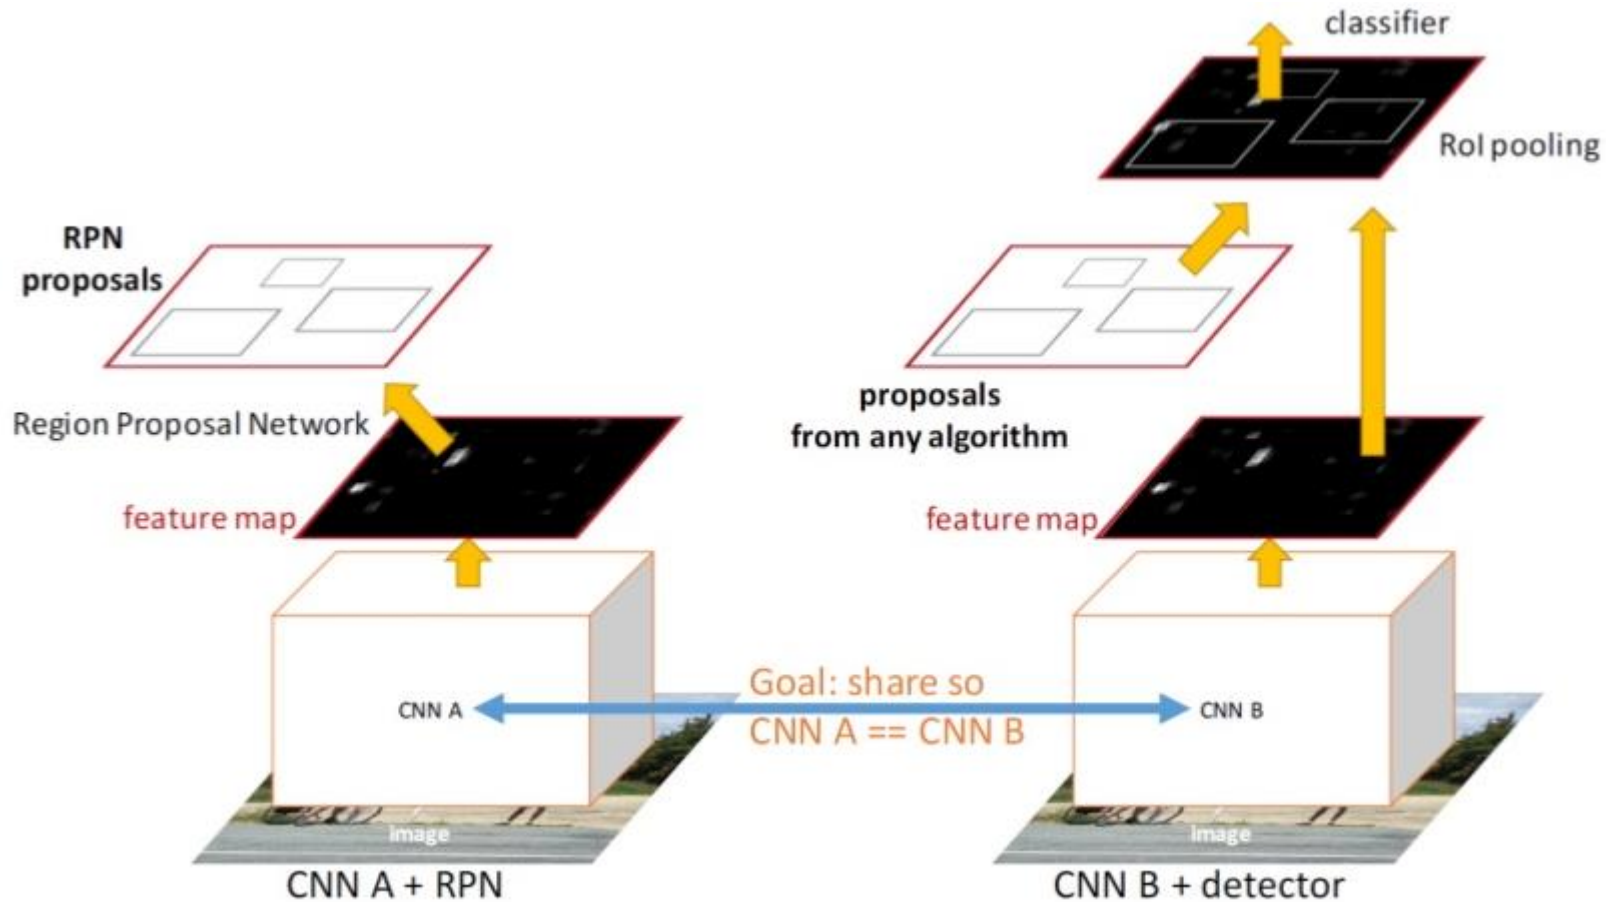 classifier
RoI pooling
RPN
proposals
Region Proposal Network
feature map
proposals
from any algorithm
feature map
CNN A
Goal: share so
CNN A == CNN B
CNN B
image
image
CNN A + RPN
CNN B + detector